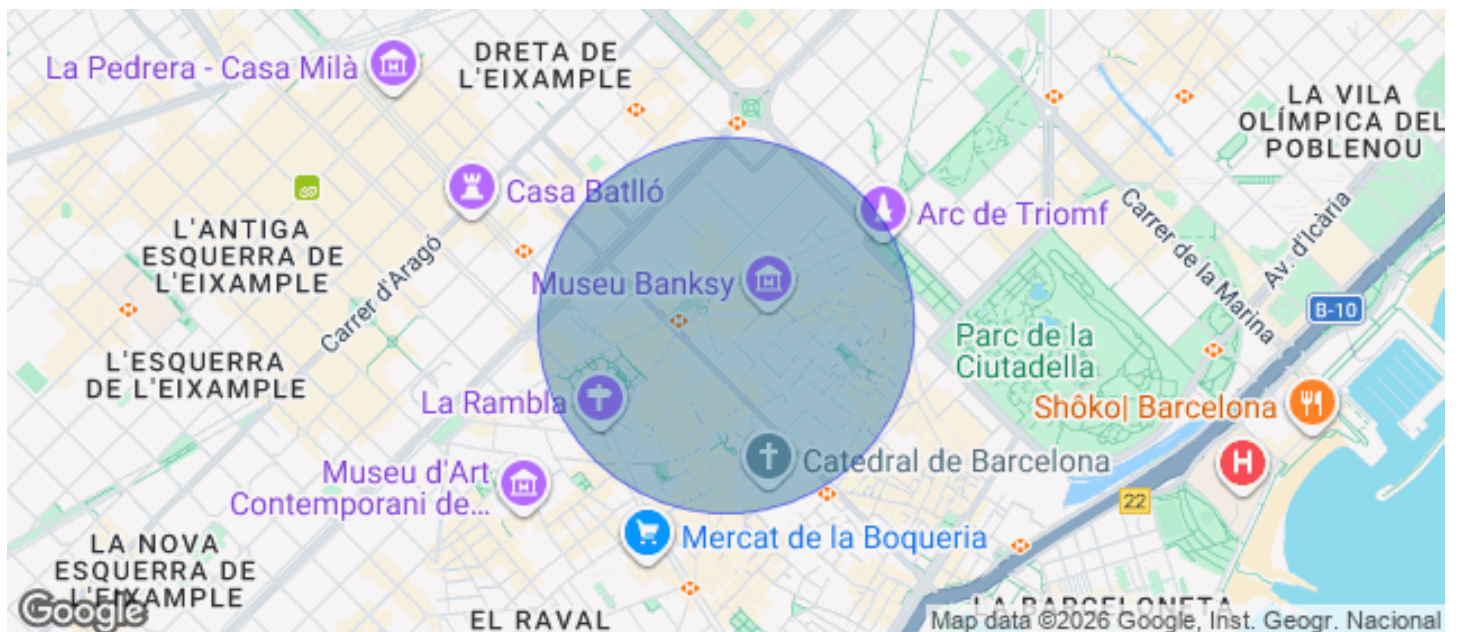 La Pedrera - Casa Milà
DRETA DE
L'EIXAMPLE
LA VILA
OLÍMPICA DEL
POBLENOU
Casa Batlló
Arc de Triomf
Carrer de la Marina
Av. d'Icària
L'ANTIGA
ESQUERRA DE
L'EIXAMPLE
Carrer d'Aragó
Museu Banksy
B-10
Parc de la
Ciutadella
L'ESQUERRA
DE L'EIXAMPLE
La Rambla
Shôko| Barcelona
H
Catedral de Barcelona
Museu d'Art
Contemporani de...
22
Mercat de la Boqueria
LA NOVA
ESQUERRA DE
L'EIXAMPLE
EL RAVAL
LA BARCELONETA
Google
Map data ©2026 Google, Inst. Geogr. Nacional